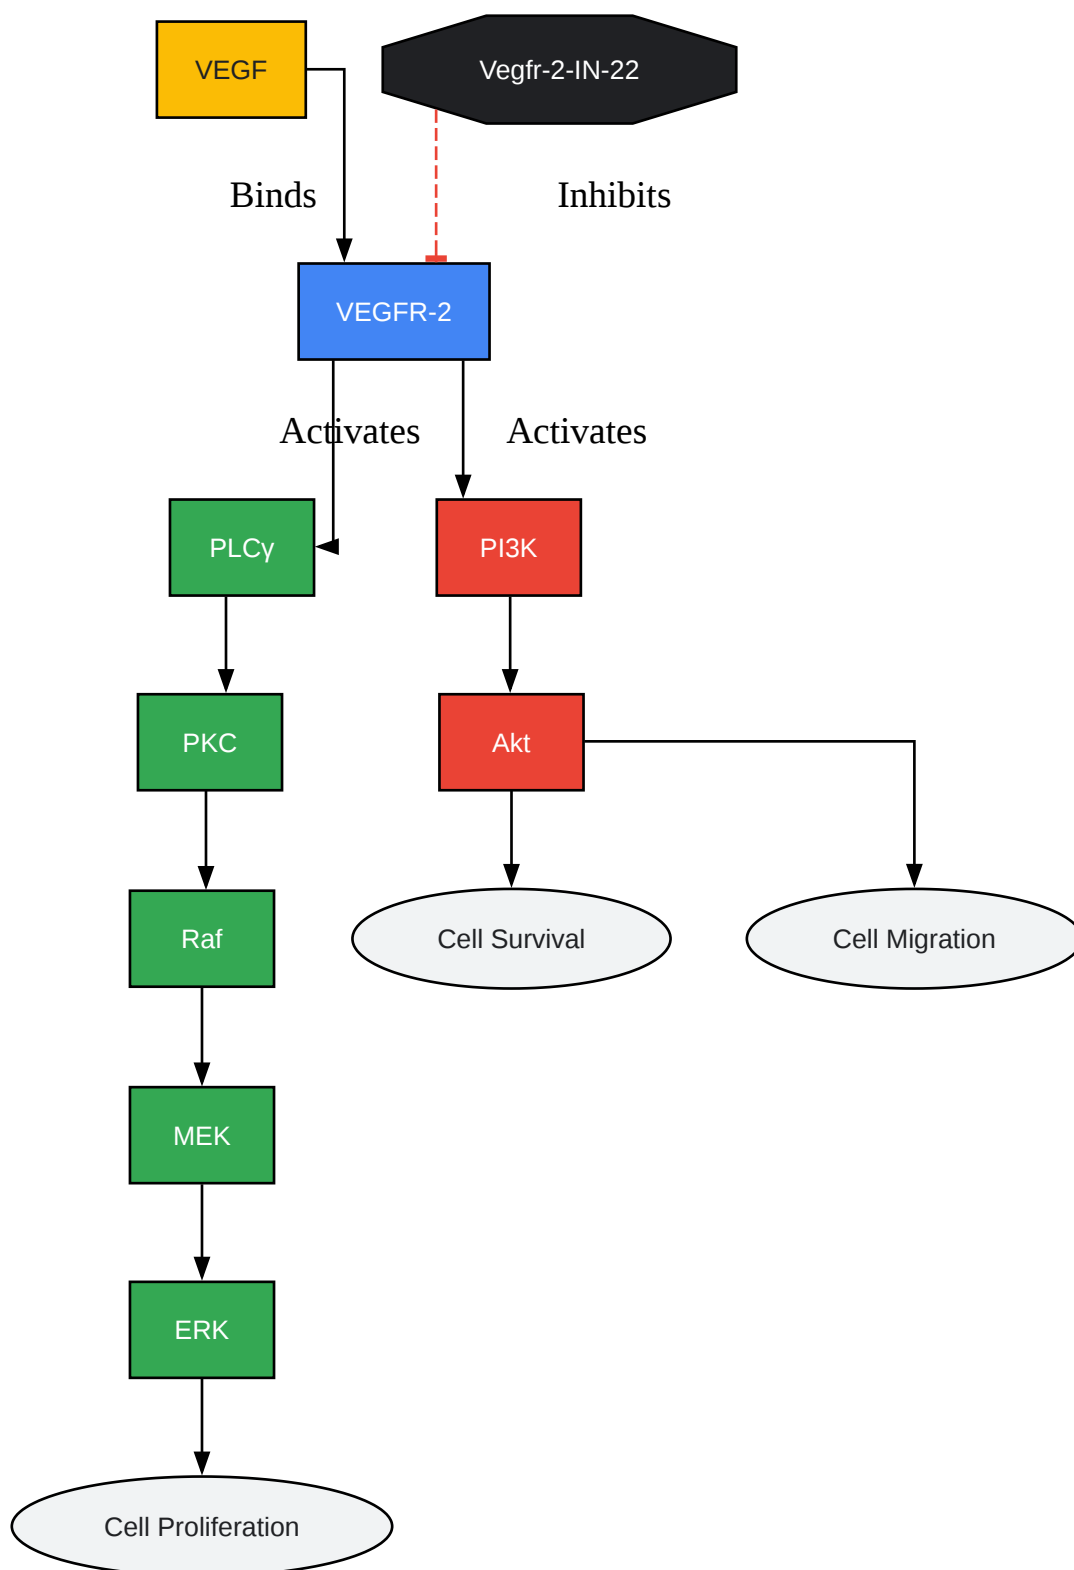 VEGF
Vegfr-2-IN-22
Binds
Inhibits
VEGFR-2
Activates
Activates
PLCγ
PI3K
PKC
Akt
Raf
Cell Survival
Cell Migration
MEK
ERK
Cell Proliferation